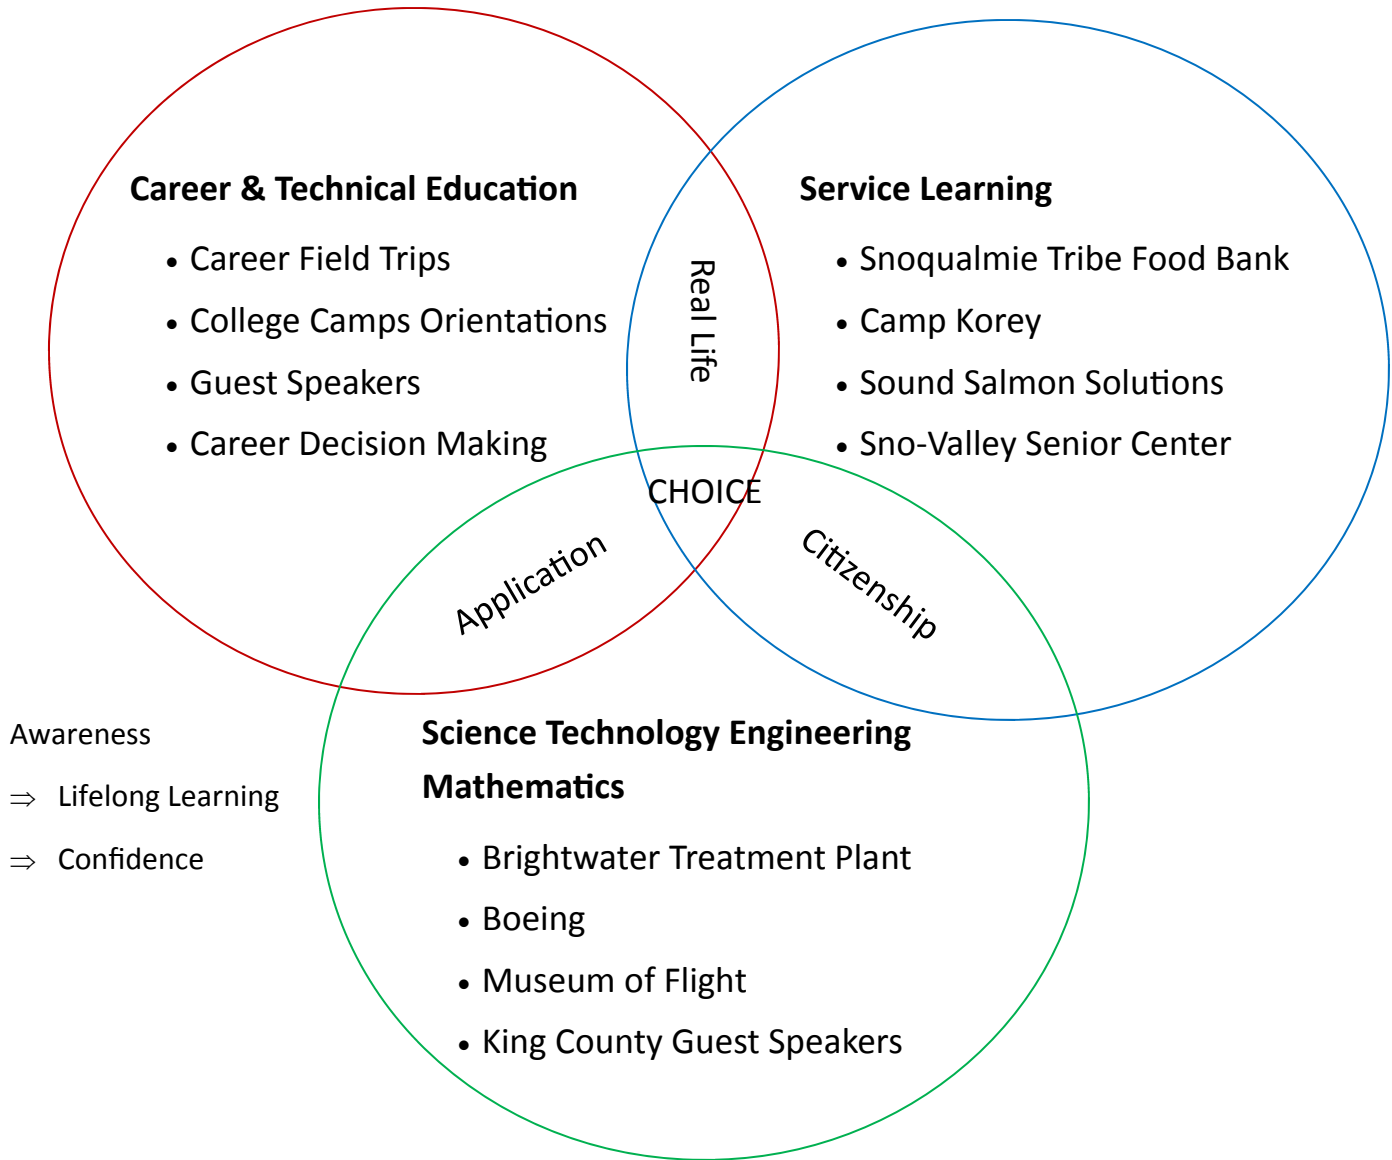 Career & Technical Education
• Career Field Trips
• College Camps Orientations
• Guest Speakers
• Career Decision Making
Real Life
Service Learning
• Snoqualmie Tribe Food Bank
• Camp Korey
• Sound Salmon Solutions
• Sno-Valley Senior Center
CHOICE
Application
Citizenship
Awareness
⇒ Lifelong Learning
⇒ Confidence
Science Technology Engineering
Mathematics
• Brightwater Treatment Plant
• Boeing
• Museum of Flight
• King County Guest Speakers